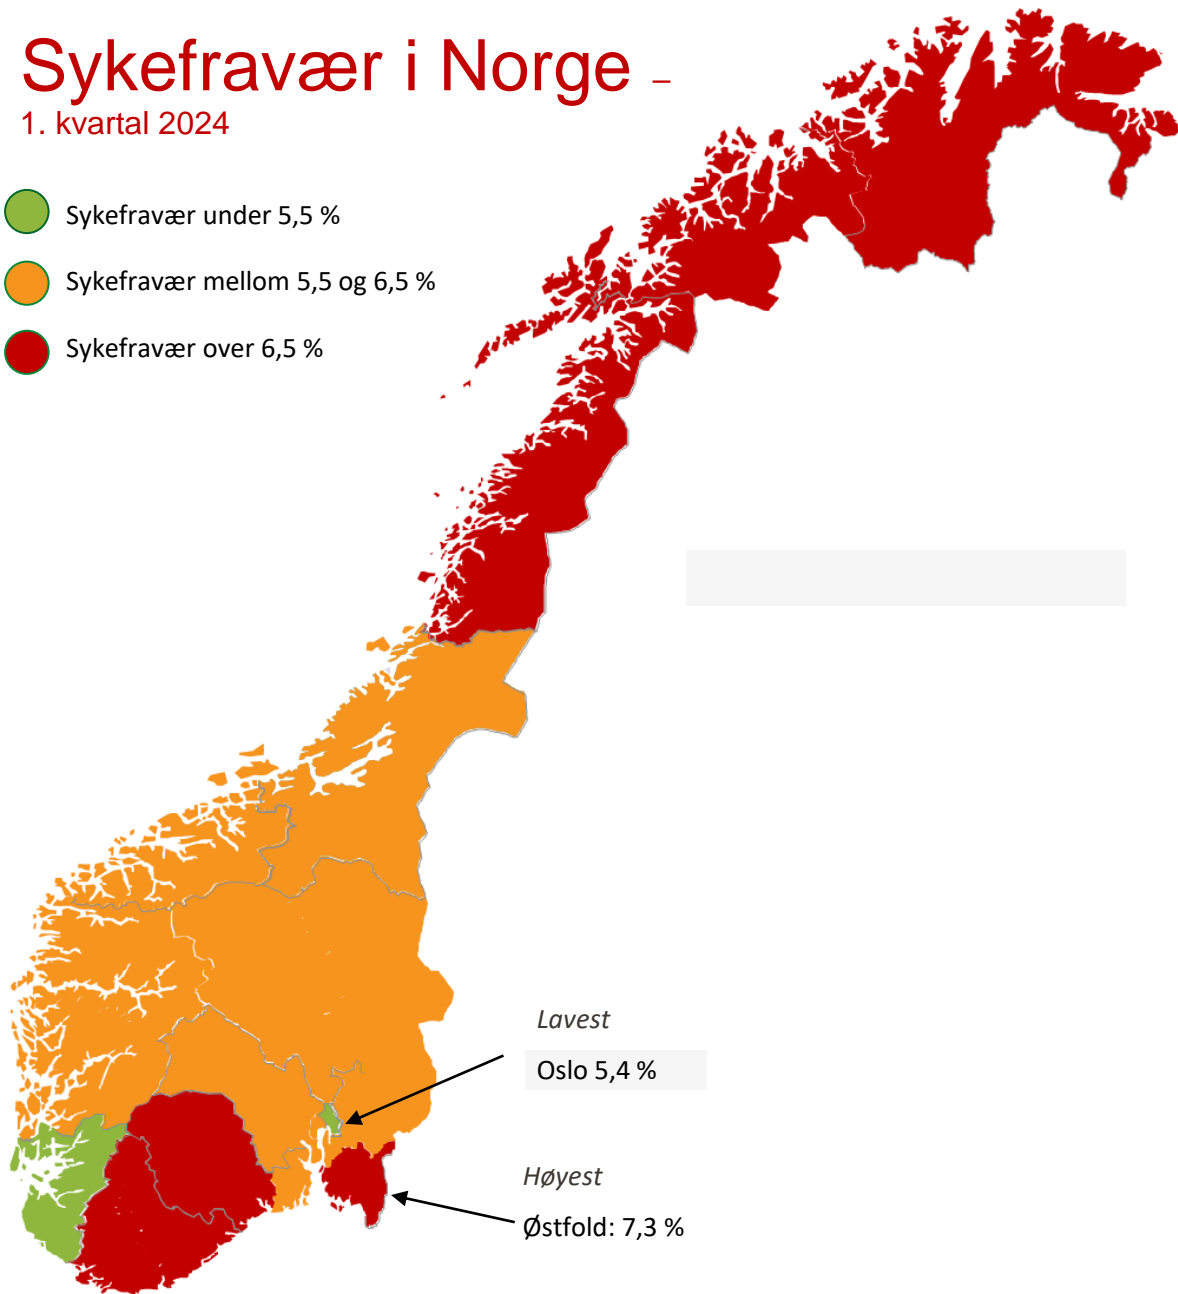 Sykefravær i Norge –
1. kvartal 2024
Sykefravær under 5,5 %
Sykefravær mellom 5,5 og 6,5 %
Sykefravær over 6,5 %
Lavest
Oslo 5,4 %
Høyest
Østfold: 7,3 %